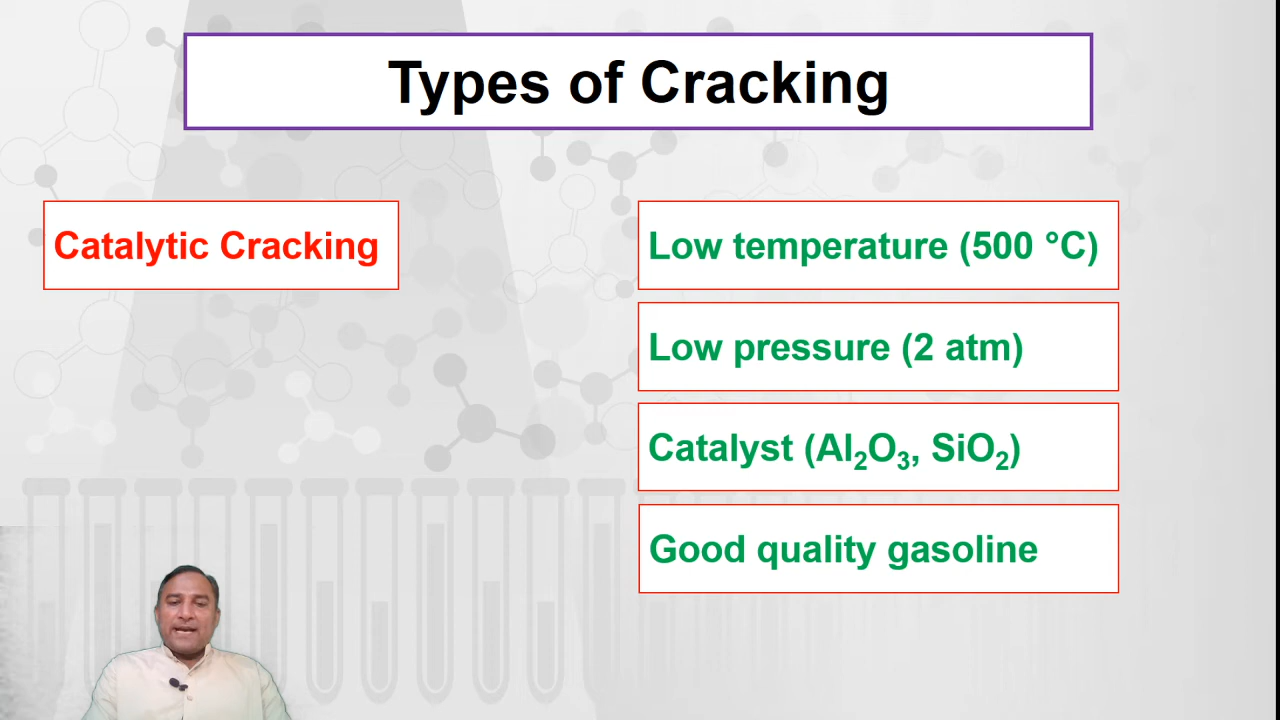 Types of Cracking
Catalytic Cracking
Low temperature (500 °C)
Low pressure (2 atm)
Catalyst (Al₂O₃, SiO₂)
Good quality gasoline